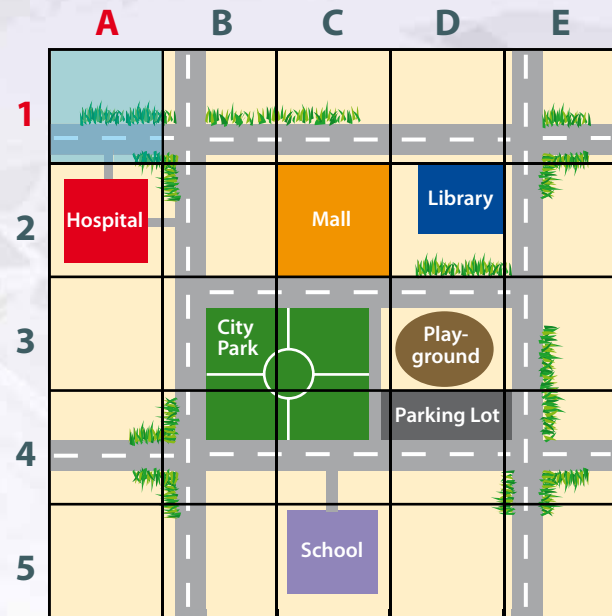 A B C D E
1
2
3
4
5
Hospital
Mall
Library
City
Park
Play-
ground
Parking Lot
School